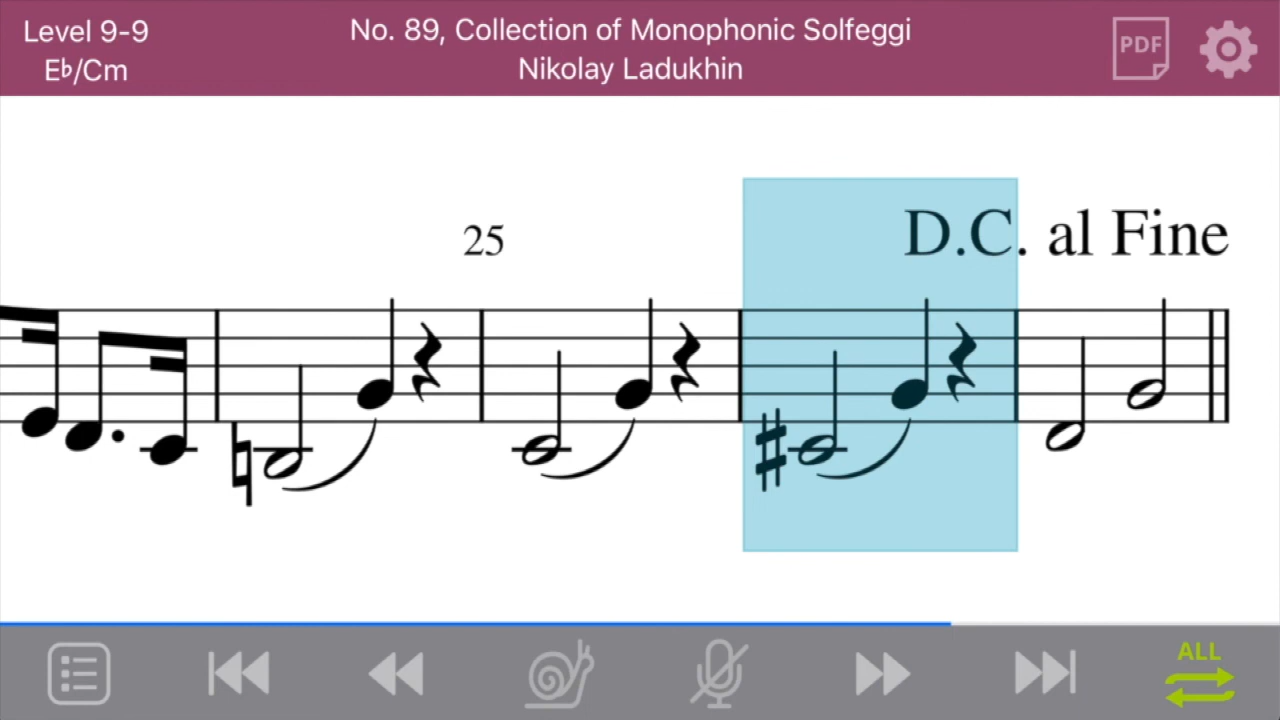 Level 9-9
E♭/Cm
No. 89, Collection of Monophonic Solfeggi
Nikolay Ladukhin
PDF
25
D.C. al Fine
ALL